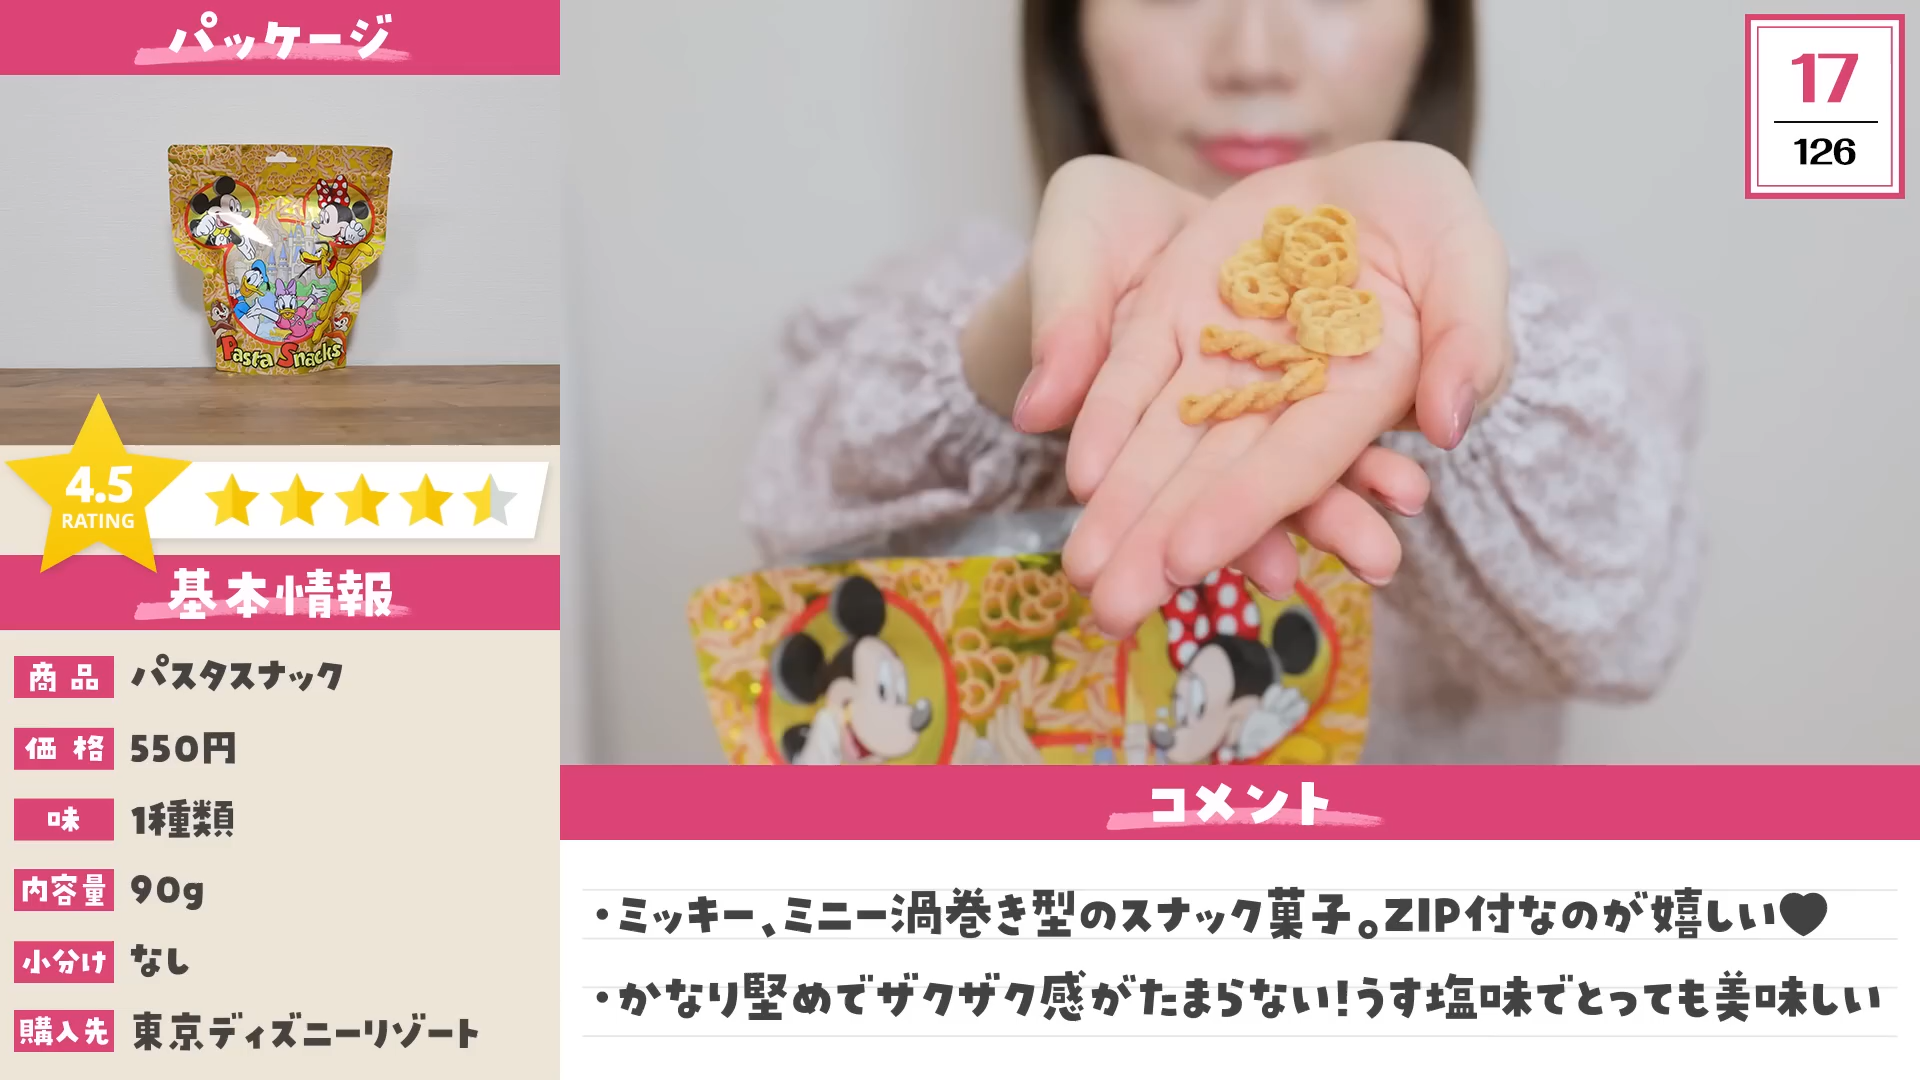 パッケージ
Pasta Snacks
4.5
RATING
基本情報
商品 パスタスナック
価格 550円
味 1種類
内容量 90g
小分け なし
購入先 東京ディズニーリゾート
17
126
コメント
・ミッキー、ミニー渦巻き型のスナック菓子。ZIP付なのが嬉しい♥
・かなり堅めでザクザク感がたまらない!うす塩味でとっても美味しい